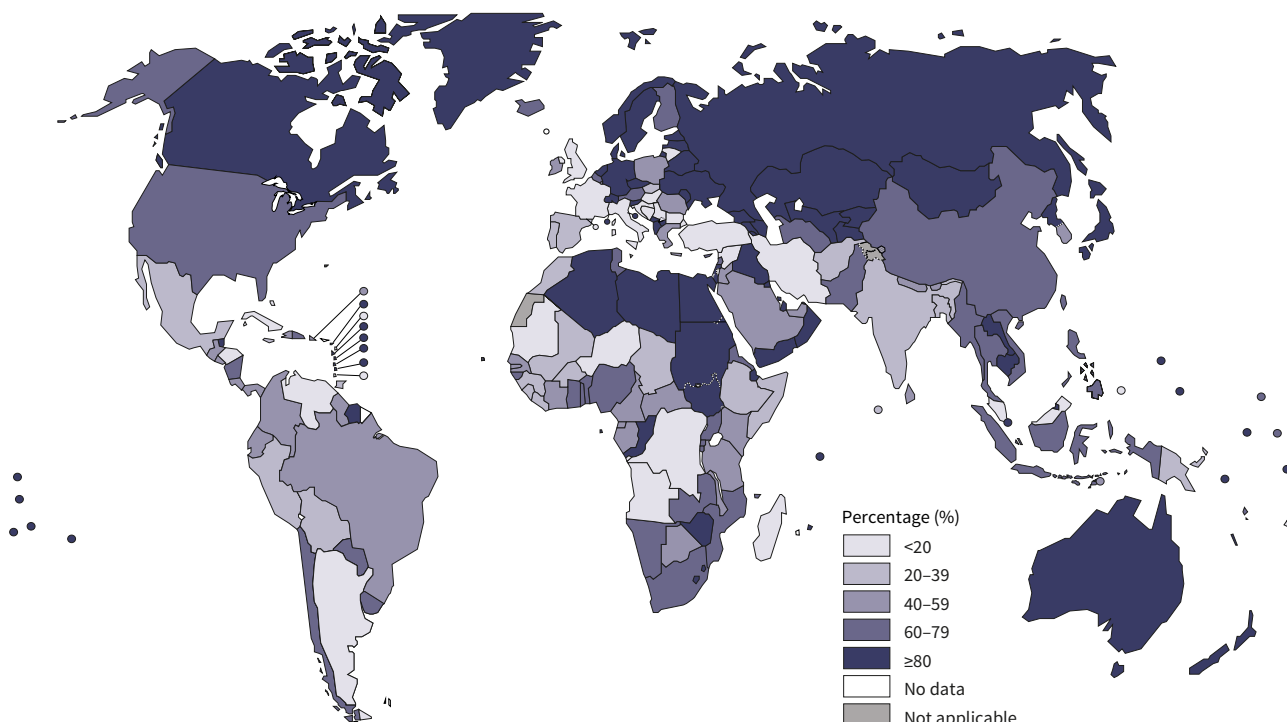 Percentage (%)
<20
20–39
40–59
60–79
≥80
No data
Not applicable